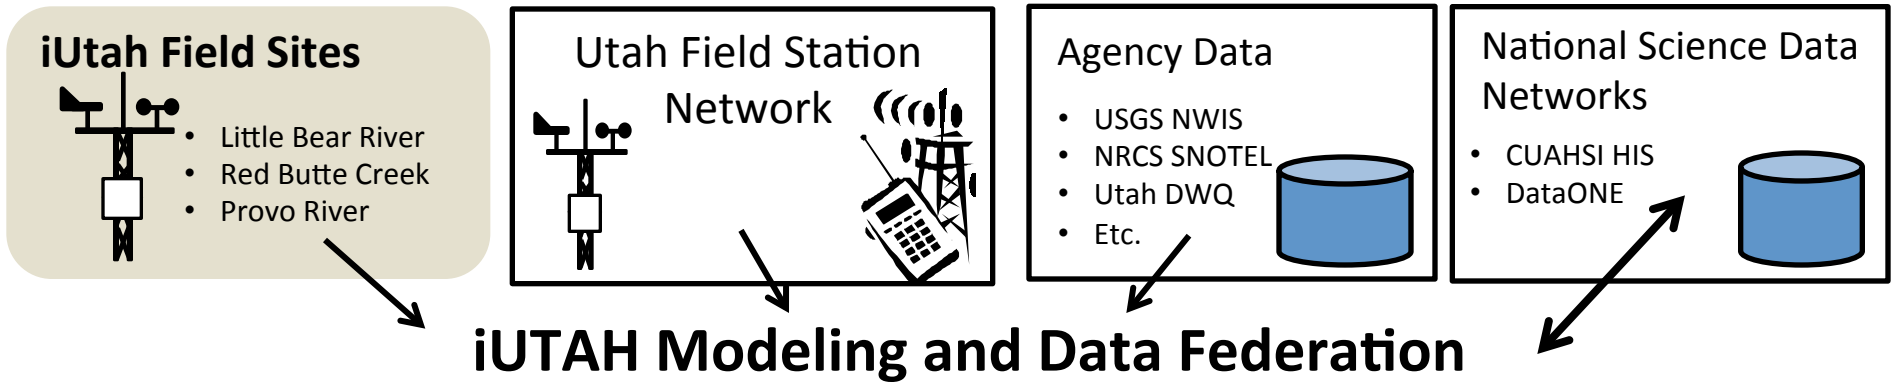 iUtah Field Sites
• Little Bear River
• Red Butte Creek
• Provo River
Utah Field Station
Network
Agency Data
• USGS NWIS
• NRCS SNOTEL
• Utah DWQ
• Etc.
National Science Data
Networks
• CUAHSI HIS
• DataONE
iUTAH Modeling and Data Federation